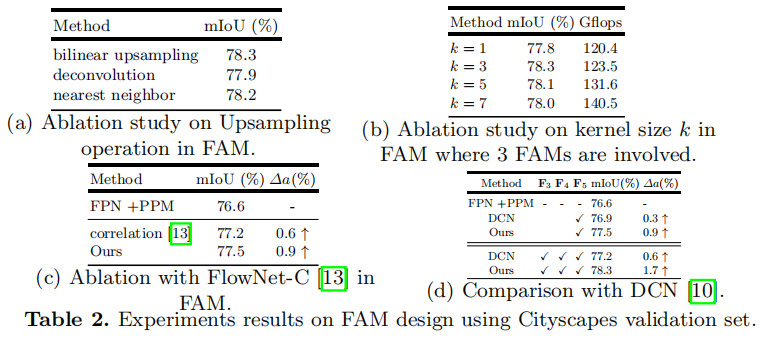 Method mIoU (%)
bilinear upsampling 78.3
deconvolution 77.9
nearest neighbor 78.2
(a) Ablation study on Upsampling
operation in FAM.
Method mIoU (%) Gflops
k = 1 77.8 120.4
k = 3 78.3 123.5
k = 5 78.1 131.6
k = 7 78.0 140.5
(b) Ablation study on kernel size k in
FAM where 3 FAMs are involved.
Method mIoU (%) Δa(%)
FPN +PPM 76.6 -
correlation [13] 77.2 0.6 ↑
Ours 77.5 0.9 ↑
(c) Ablation with FlowNet-C [13] in
FAM.
Method F₃ F₄ F₅ mIoU(%) Δa(%)
FPN +PPM - - - 76.6 -
DCN ✓ 76.9 0.3 ↑
Ours ✓ 77.5 0.9 ↑
DCN ✓ ✓ ✓ 77.2 0.6 ↑
Ours ✓ ✓ ✓ 78.3 1.7 ↑
(d) Comparison with DCN [10].
Table 2. Experiments results on FAM design using Cityscapes validation set.